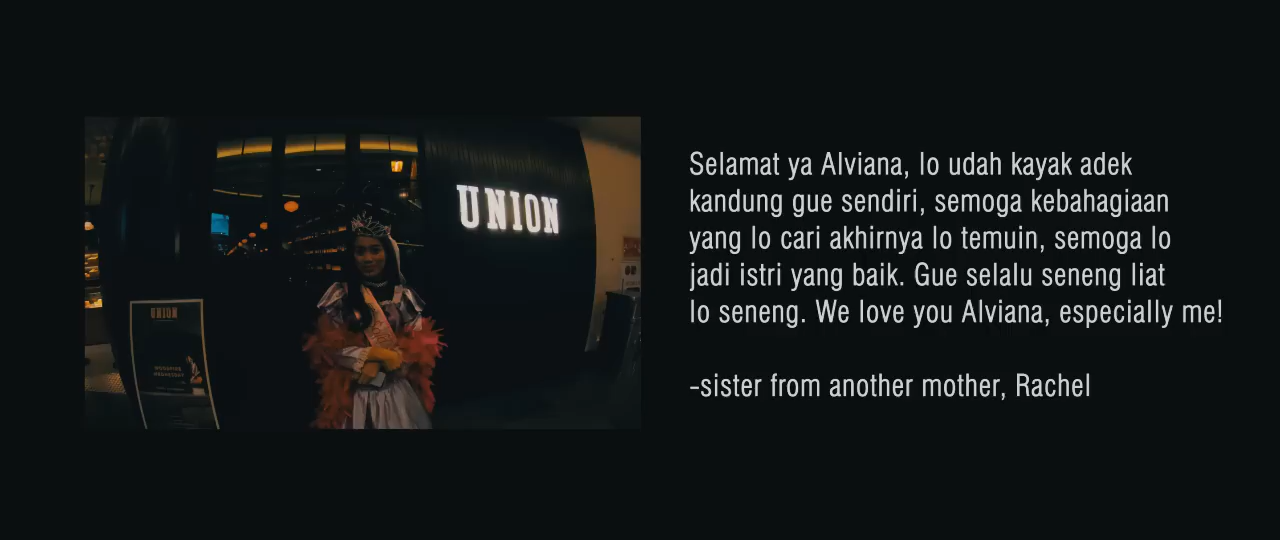 UNION
UNION
Selamat ya Alviana, lo udah kayak adek
kandung gue sendiri, semoga kebahagiaan
yang lo cari akhirnya lo temuin, semoga lo
jadi istri yang baik. Gue selalu seneng liat
lo seneng. We love you Alviana, especially me!
-sister from another mother, Rachel